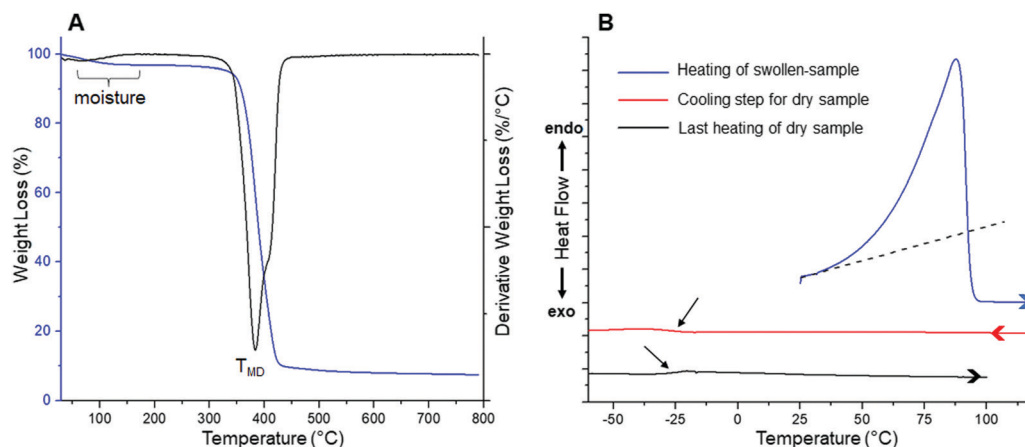 A
Weight Loss (%)
100
80
60
40
20
0
moisture
T_MD
100 200 300 400 500 600 700 800
Temperature (°C)
Derivative Weight Loss (%/°C)
B
Heating of swollen-sample
Cooling step for dry sample
Last heating of dry sample
endo
Heat Flow
exo
-50 -25 0 25 50 75 100
Temperature (°C)